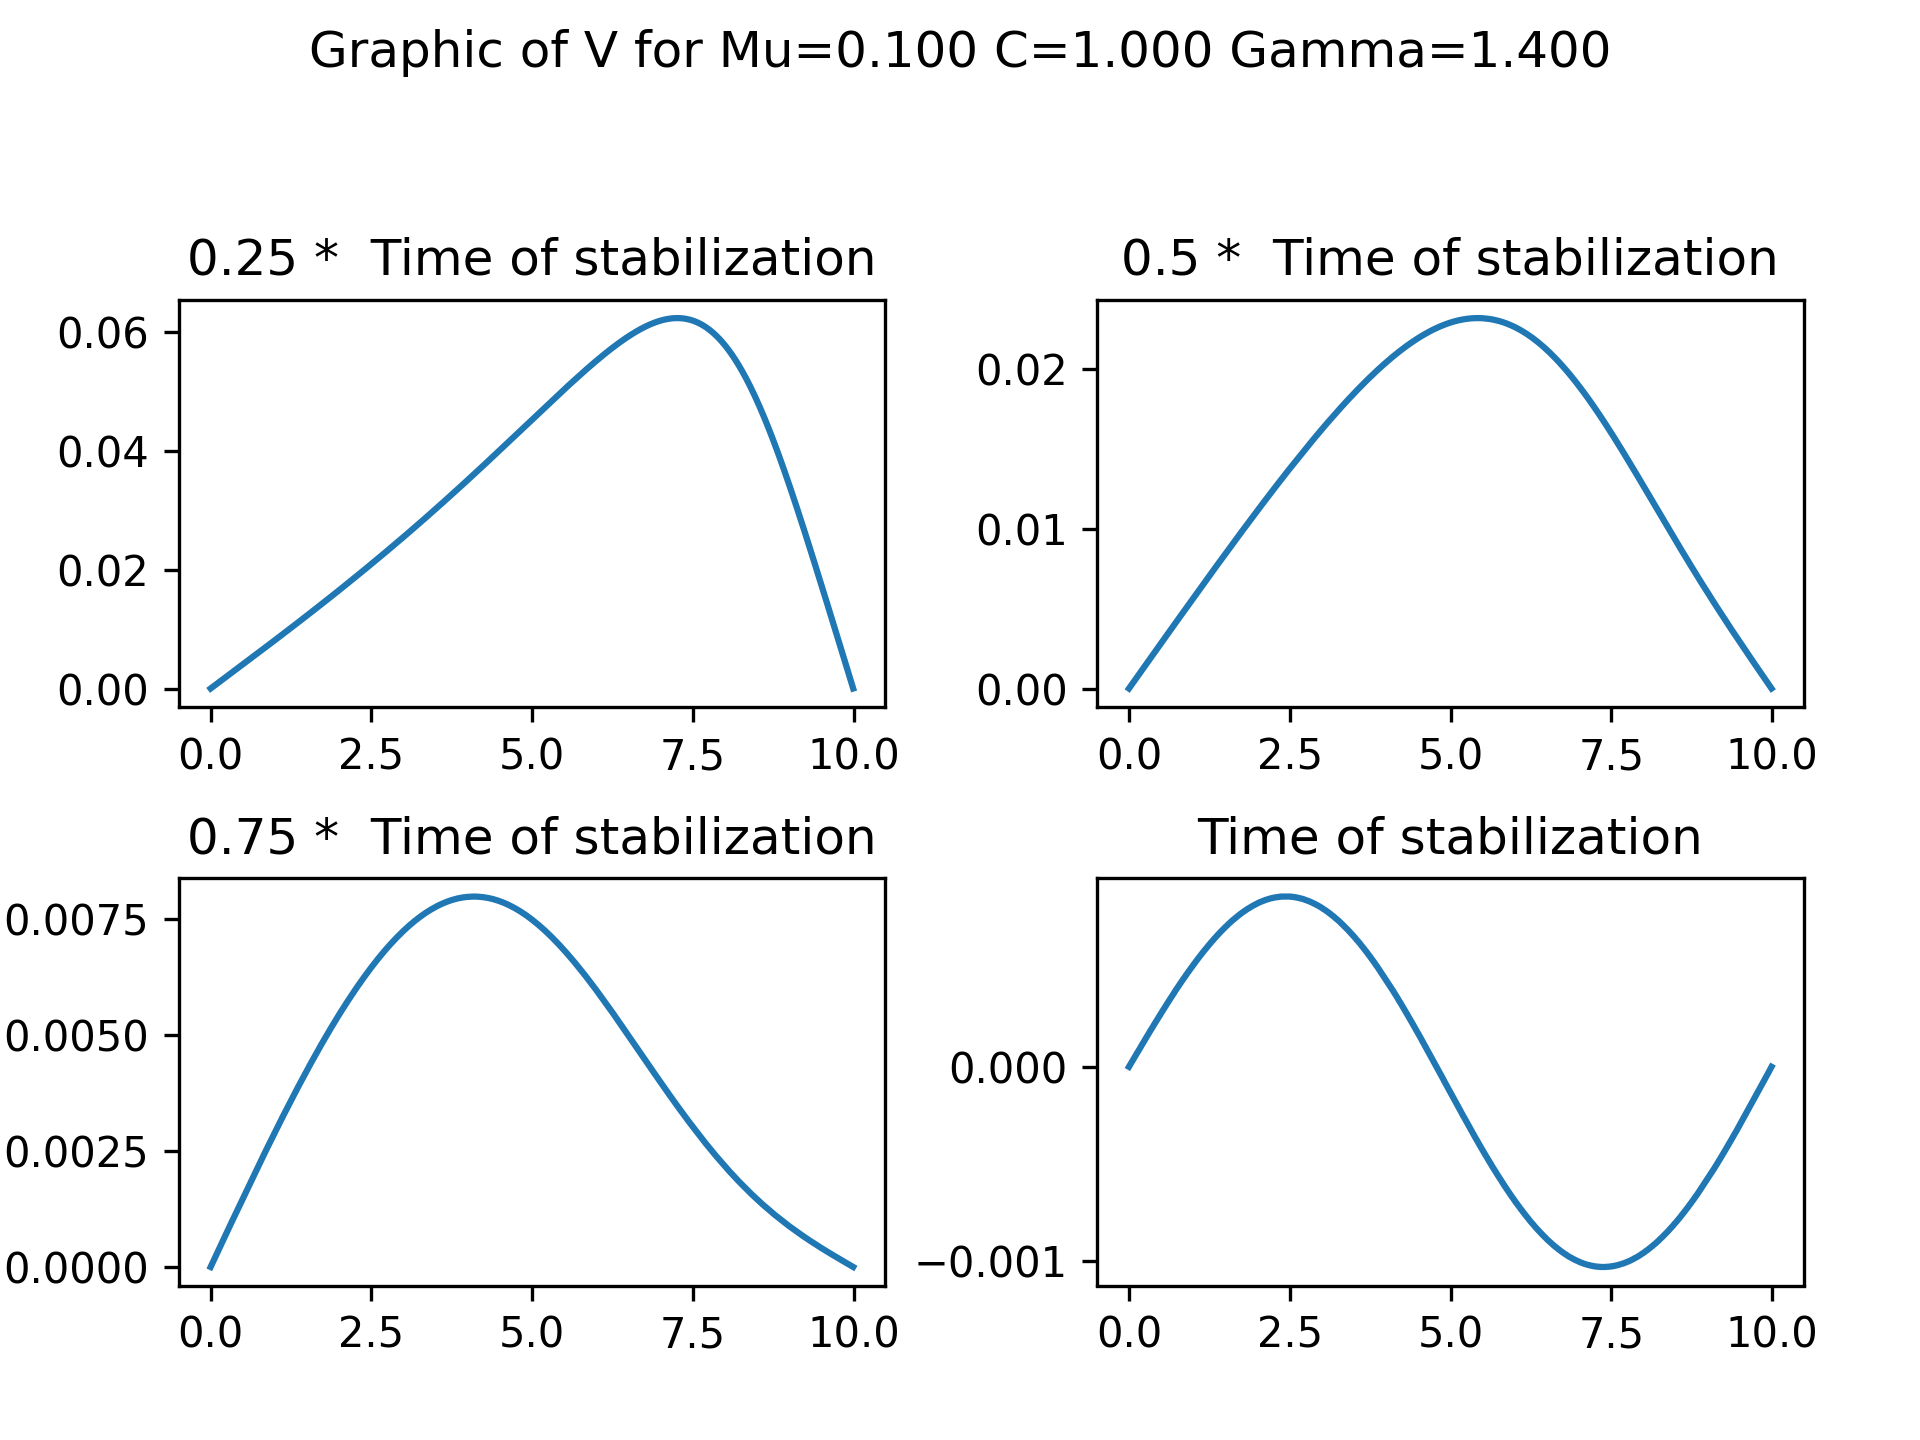 Graphic of V for Mu=0.100 C=1.000 Gamma=1.400
0.25 *  Time of stabilization
0.06
0.04
0.02
0.00
0.0 2.5 5.0 7.5 10.0
0.5 *  Time of stabilization
0.02
0.01
0.00
0.0 2.5 5.0 7.5 10.0
0.75 *  Time of stabilization
0.0075
0.0050
0.0025
0.0000
0.0 2.5 5.0 7.5 10.0
Time of stabilization
0.000
−0.001
0.0 2.5 5.0 7.5 10.0